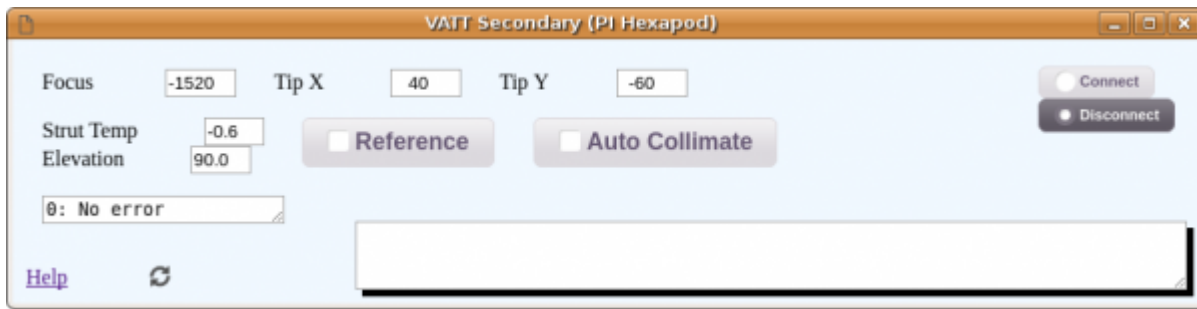 VATT Secondary (PI Hexapod)
Focus -1520 Tip X 40 Tip Y -60 Connect
Disconnect
Strut Temp -0.6 Reference Auto Collimate
Elevation 90.0
0: No error
Help